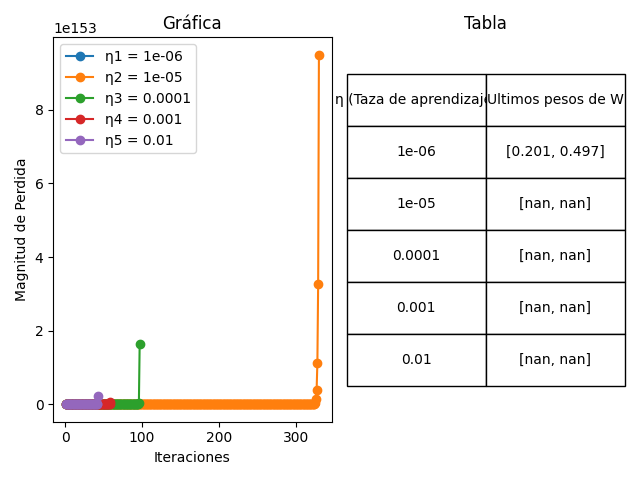 Gráfica
Tabla
1e153
η1 = 1e-06
η2 = 1e-05
η3 = 0.0001
η4 = 0.001
η5 = 0.01
Magnitud de Perdida
8
6
4
2
0
0 100 200 300
Iteraciones
η (Taza de aprendizaje Ultimos pesos de W
1e-06 [0.201, 0.497]
1e-05 [nan, nan]
0.0001 [nan, nan]
0.001 [nan, nan]
0.01 [nan, nan]